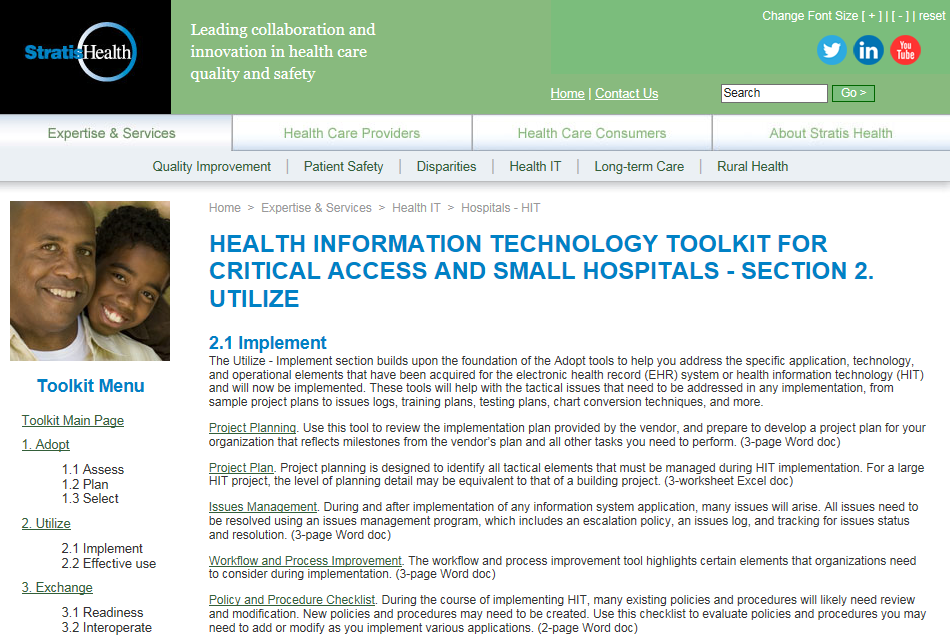 Change Font Size [ + ] | [ - ] | reset
StratisHealth
Leading collaboration and
innovation in health care
quality and safety
You
Tube
in
Home | Contact Us
Search
Go >
Expertise & Services
Health Care Providers
Health Care Consumers
About Stratis Health
Quality Improvement | Patient Safety | Disparities | Health IT | Long-term Care | Rural Health
Home > Expertise & Services > Health IT > Hospitals - HIT
HEALTH INFORMATION TECHNOLOGY TOOLKIT FOR
CRITICAL ACCESS AND SMALL HOSPITALS - SECTION 2.
UTILIZE
Toolkit Menu
Toolkit Main Page
1. Adopt
1.1 Assess
1.2 Plan
1.3 Select
2. Utilize
2.1 Implement
2.2 Effective use
3. Exchange
3.1 Readiness
3.2 Interoperate
2.1 Implement
The Utilize - Implement section builds upon the foundation of the Adopt tools to help you address the specific application, technology,
and operational elements that have been acquired for the electronic health record (EHR) system or health information technology (HIT)
and will now be implemented. These tools will help with the tactical issues that need to be addressed in any implementation, from
sample project plans to issues logs, training plans, testing plans, chart conversion techniques, and more.
Project Planning. Use this tool to review the implementation plan provided by the vendor, and prepare to develop a project plan for your
organization that reflects milestones from the vendor's plan and all other tasks you need to perform. (3-page Word doc)
Project Plan. Project planning is designed to identify all tactical elements that must be managed during HIT implementation. For a large
HIT project, the level of planning detail may be equivalent to that of a building project. (3-worksheet Excel doc)
Issues Management. During and after implementation of any information system application, many issues will arise. All issues need to
be resolved using an issues management program, which includes an escalation policy, an issues log, and tracking for issues status
and resolution. (3-page Word doc)
Workflow and Process Improvement. The workflow and process improvement tool highlights certain elements that organizations need
to consider during implementation. (3-page Word doc)
Policy and Procedure Checklist. During the course of implementing HIT, many existing policies and procedures will likely need review
and modification. New policies and procedures may need to be created. Use this checklist to evaluate policies and procedures you may
need to add or modify as you implement various applications. (2-page Word doc)